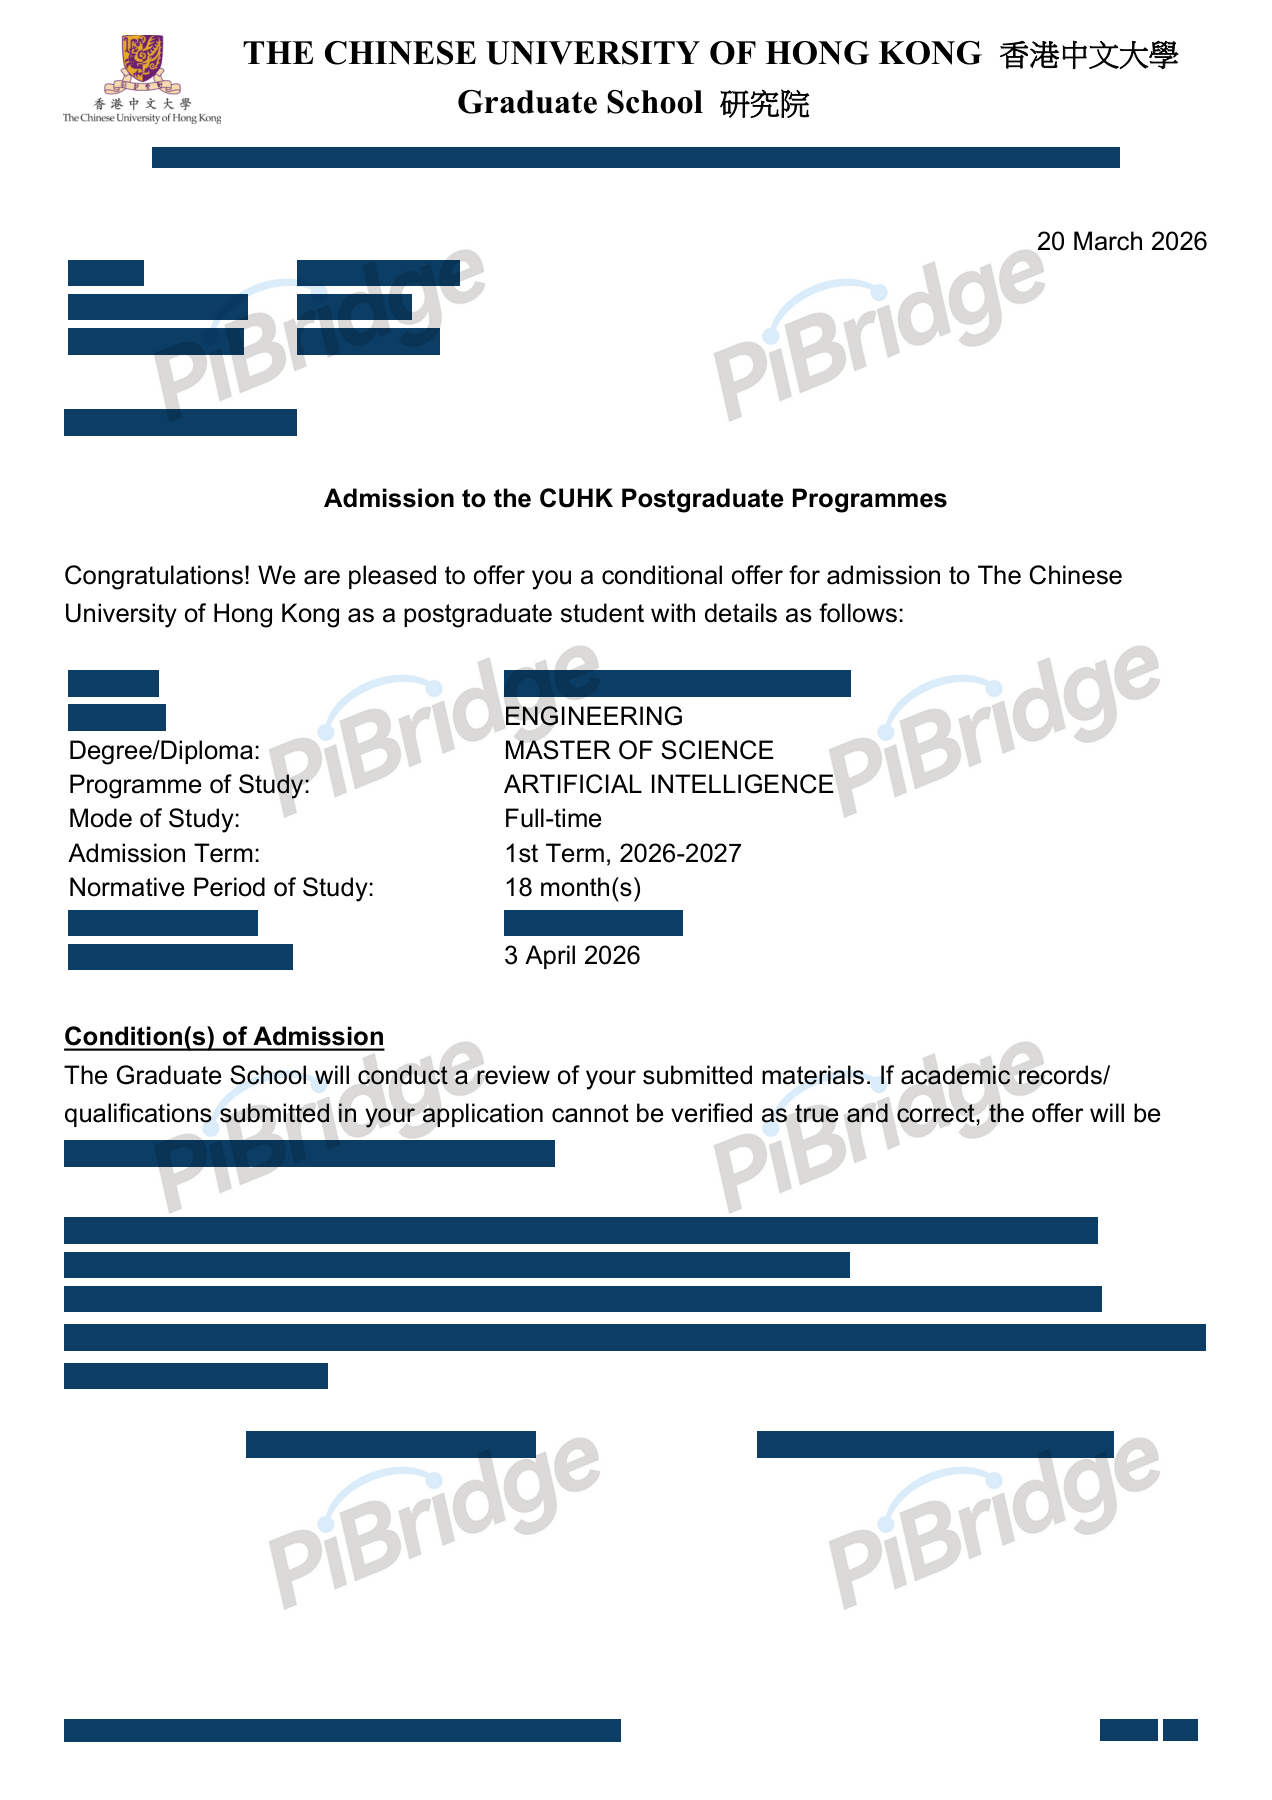 THE CHINESE UNIVERSITY OF HONG KONG 香港中文大學
Graduate School 研究院
香港中文大學
The Chinese University of Hong Kong
20 March 2026
PiBridge PiBridge
Admission to the CUHK Postgraduate Programmes
Congratulations! We are pleased to offer you a conditional offer for admission to The Chinese
University of Hong Kong as a postgraduate student with details as follows:
PiBridge PiBridge
ENGINEERING
Degree/Diploma: MASTER OF SCIENCE
Programme of Study: ARTIFICIAL INTELLIGENCE
Mode of Study: Full-time
Admission Term: 1st Term, 2026-2027
Normative Period of Study: 18 month(s)
3 April 2026
Condition(s) of Admission
The Graduate School will conduct a review of your submitted materials. If academic records/
qualifications submitted in your application cannot be verified as true and correct, the offer will be
PiBridge PiBridge
PiBridge PiBridge